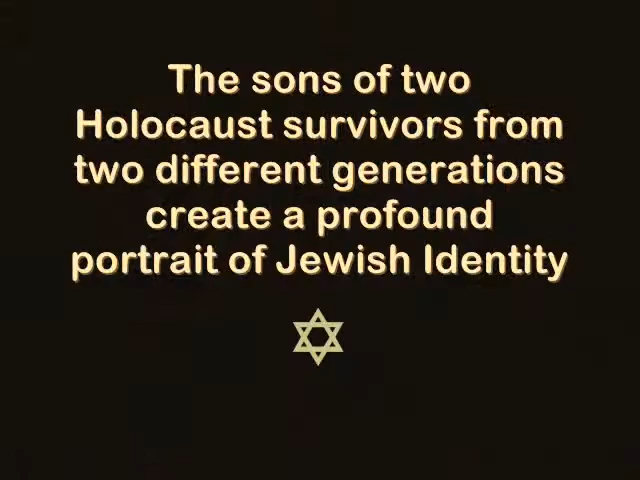 The sons of two
Holocaust survivors from
two different generations
create a profound
portrait of Jewish Identity